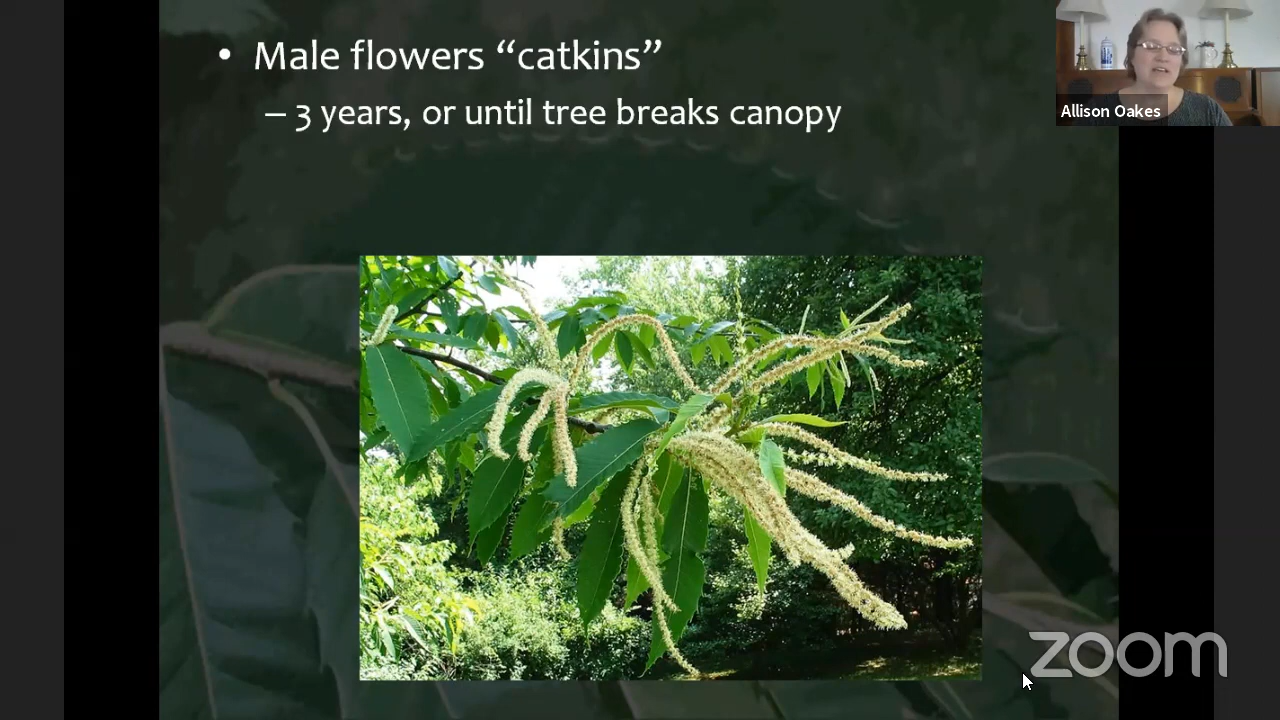 • Male flowers “catkins”
– 3 years, or until tree breaks canopy
Allison Oakes
zoom